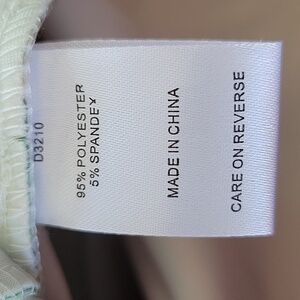 D3210
95% POLYESTER
5% SPANDEX
MADE IN CHINA
CARE ON REVERSE